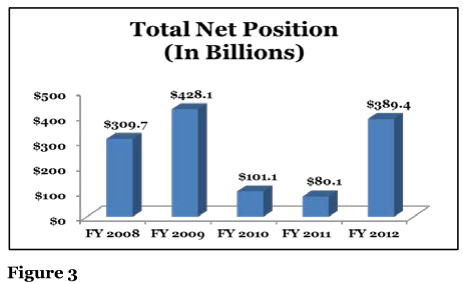 Total Net Position
(In Billions)
$500
$400
$300
$200
$100
$0
$309.7
$428.1
$101.1
$80.1
$389.4
FY 2008 FY 2009 FY 2010 FY 2011 FY 2012
Figure 3